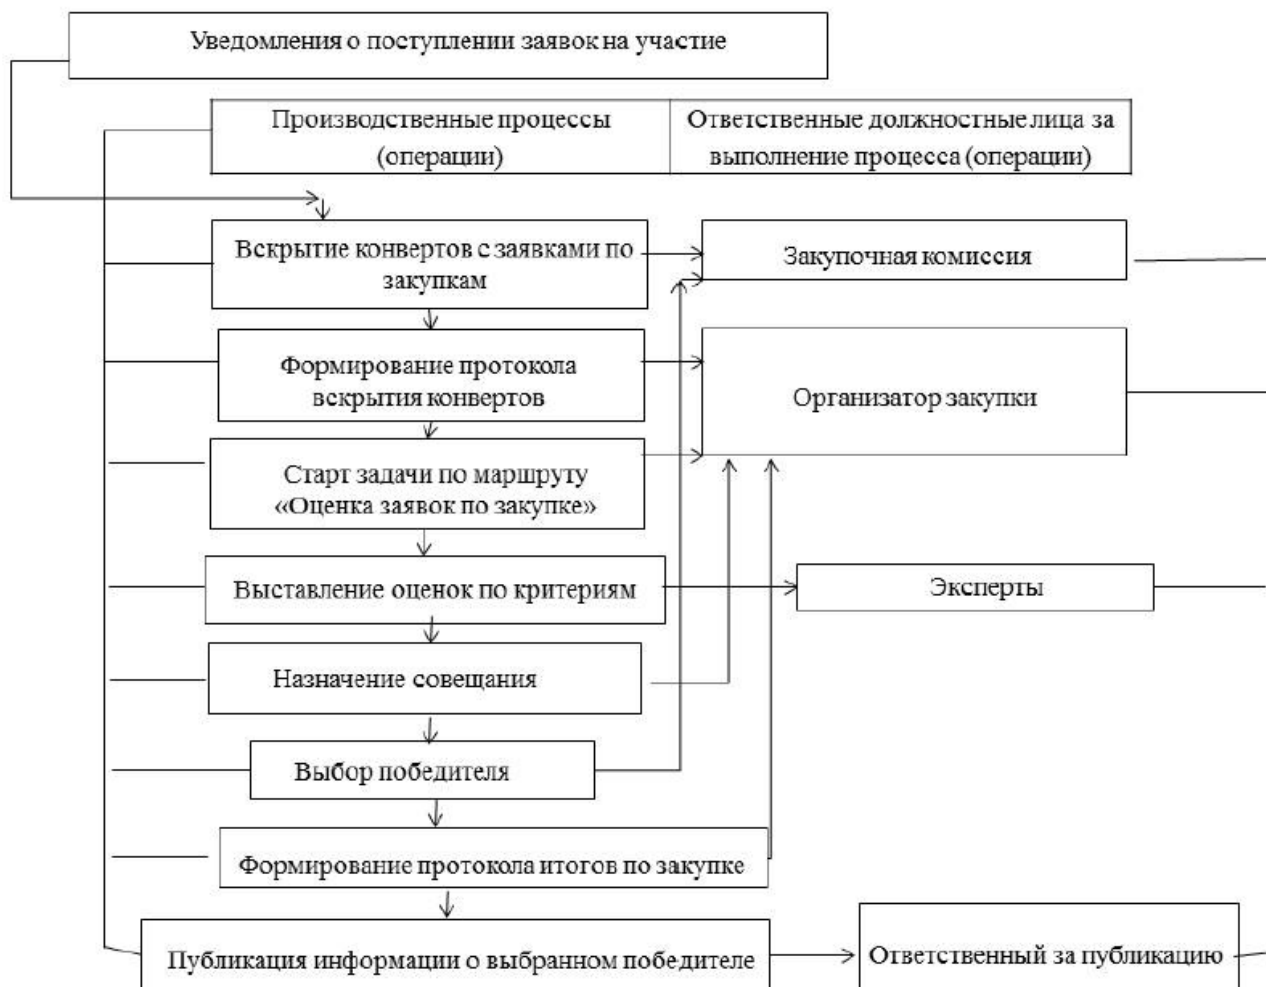 Уведомления о поступлении заявок на участие
Производственные процессы
(операции)
Ответственные должностные лица за
выполнение процесса (операции)
Вскрытие конвертов с заявками по
закупкам
Закупочная комиссия
Формирование протокола
вскрытия конвертов
Организатор закупки
Старт задачи по маршруту
«Оценка заявок по закупке»
Выставление оценок по критериям
Эксперты
Назначение совещания
Выбор победителя
Формирование протокола итогов по закупке
Публикация информации о выбранном победителе
Ответственный за публикацию